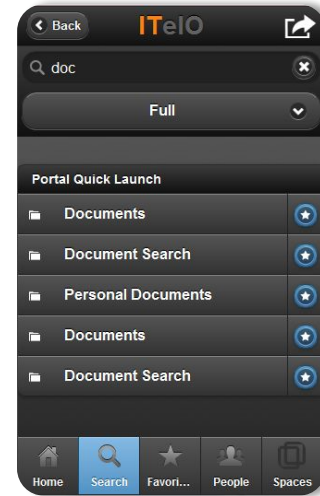 Back
ITelO
doc
Full
Portal Quick Launch
Documents
Document Search
Personal Documents
Documents
Document Search
Home Search Favori... People Spaces